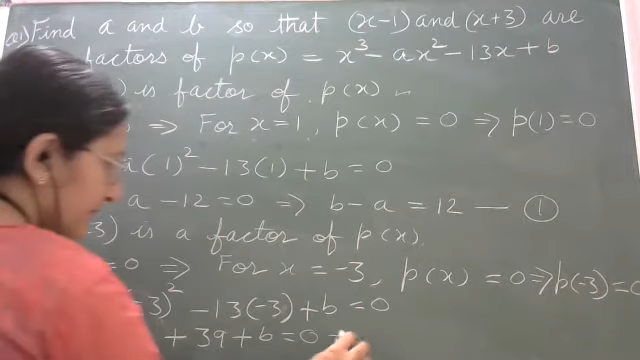 Q1) Find a and b so that (x-1) and (x+3) are
factors of p(x) = x³ - ax² - 13x + b
) is factor of p(x)
⇒ For x=1, p(x) = 0 ⇒ p(1)=0
a(1)² - 13(1) + b = 0
a - 12 = 0 ⇒ b - a = 12 — ①
-3) is a factor of p(x).
= 0 ⇒ For x = -3, p(x) = 0 ⇒ p(-3) = 0
-3)² - 13(-3) + b = 0
+ 39 + b = 0